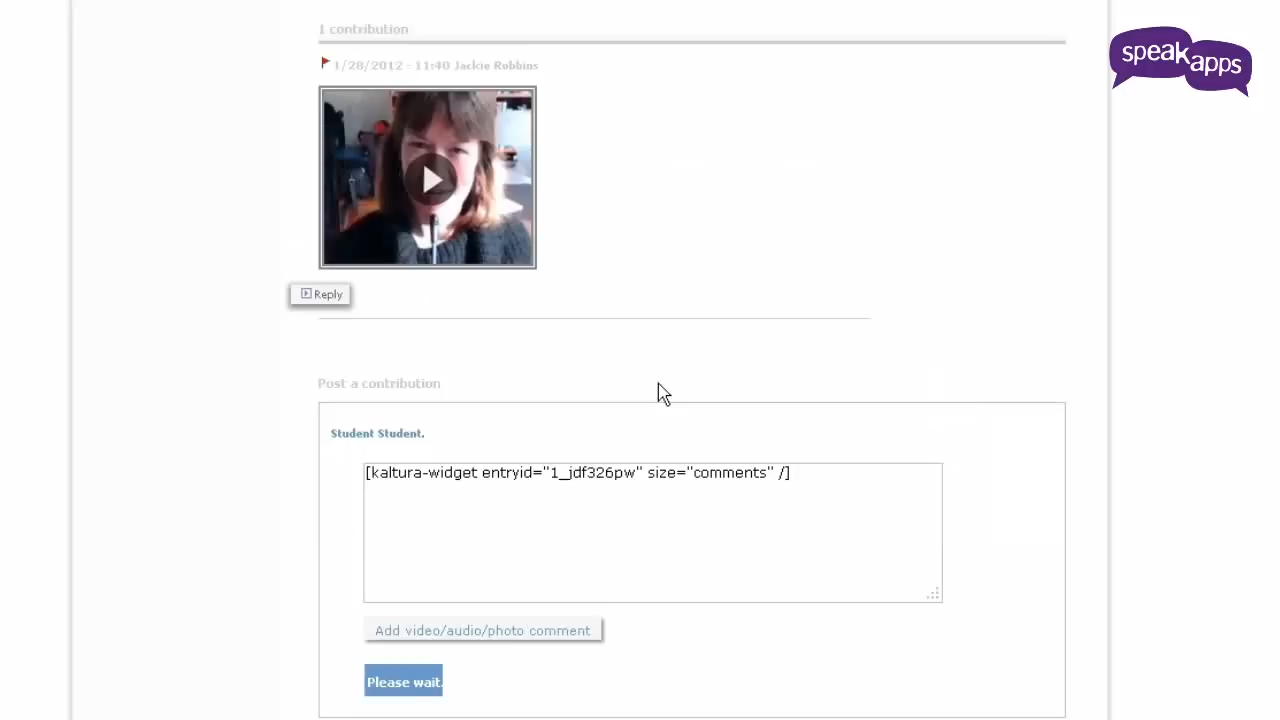 1 contribution
speakapps
1/28/2012 - 11:40 Jackie Robbins
Reply
Post a contribution
Student Student.
[kaltura-widget entryid="1_jdf326pw" size="comments" /]
Add video/audio/photo comment
Please wait.